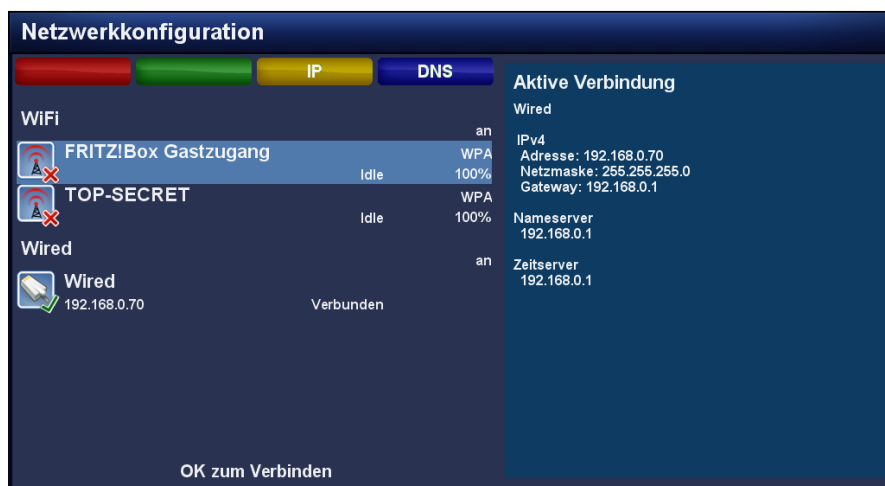 Netzwerkkonfiguration
IP DNS
WiFi
an
FRITZ!Box Gastzugang WPA
Idle 100%
TOP-SECRET WPA
Idle 100%
Wired
an
Wired
192.168.0.70 Verbunden
OK zum Verbinden
Aktive Verbindung
Wired
IPv4
Adresse: 192.168.0.70
Netzmaske: 255.255.255.0
Gateway: 192.168.0.1
Nameserver
192.168.0.1
Zeitserver
192.168.0.1